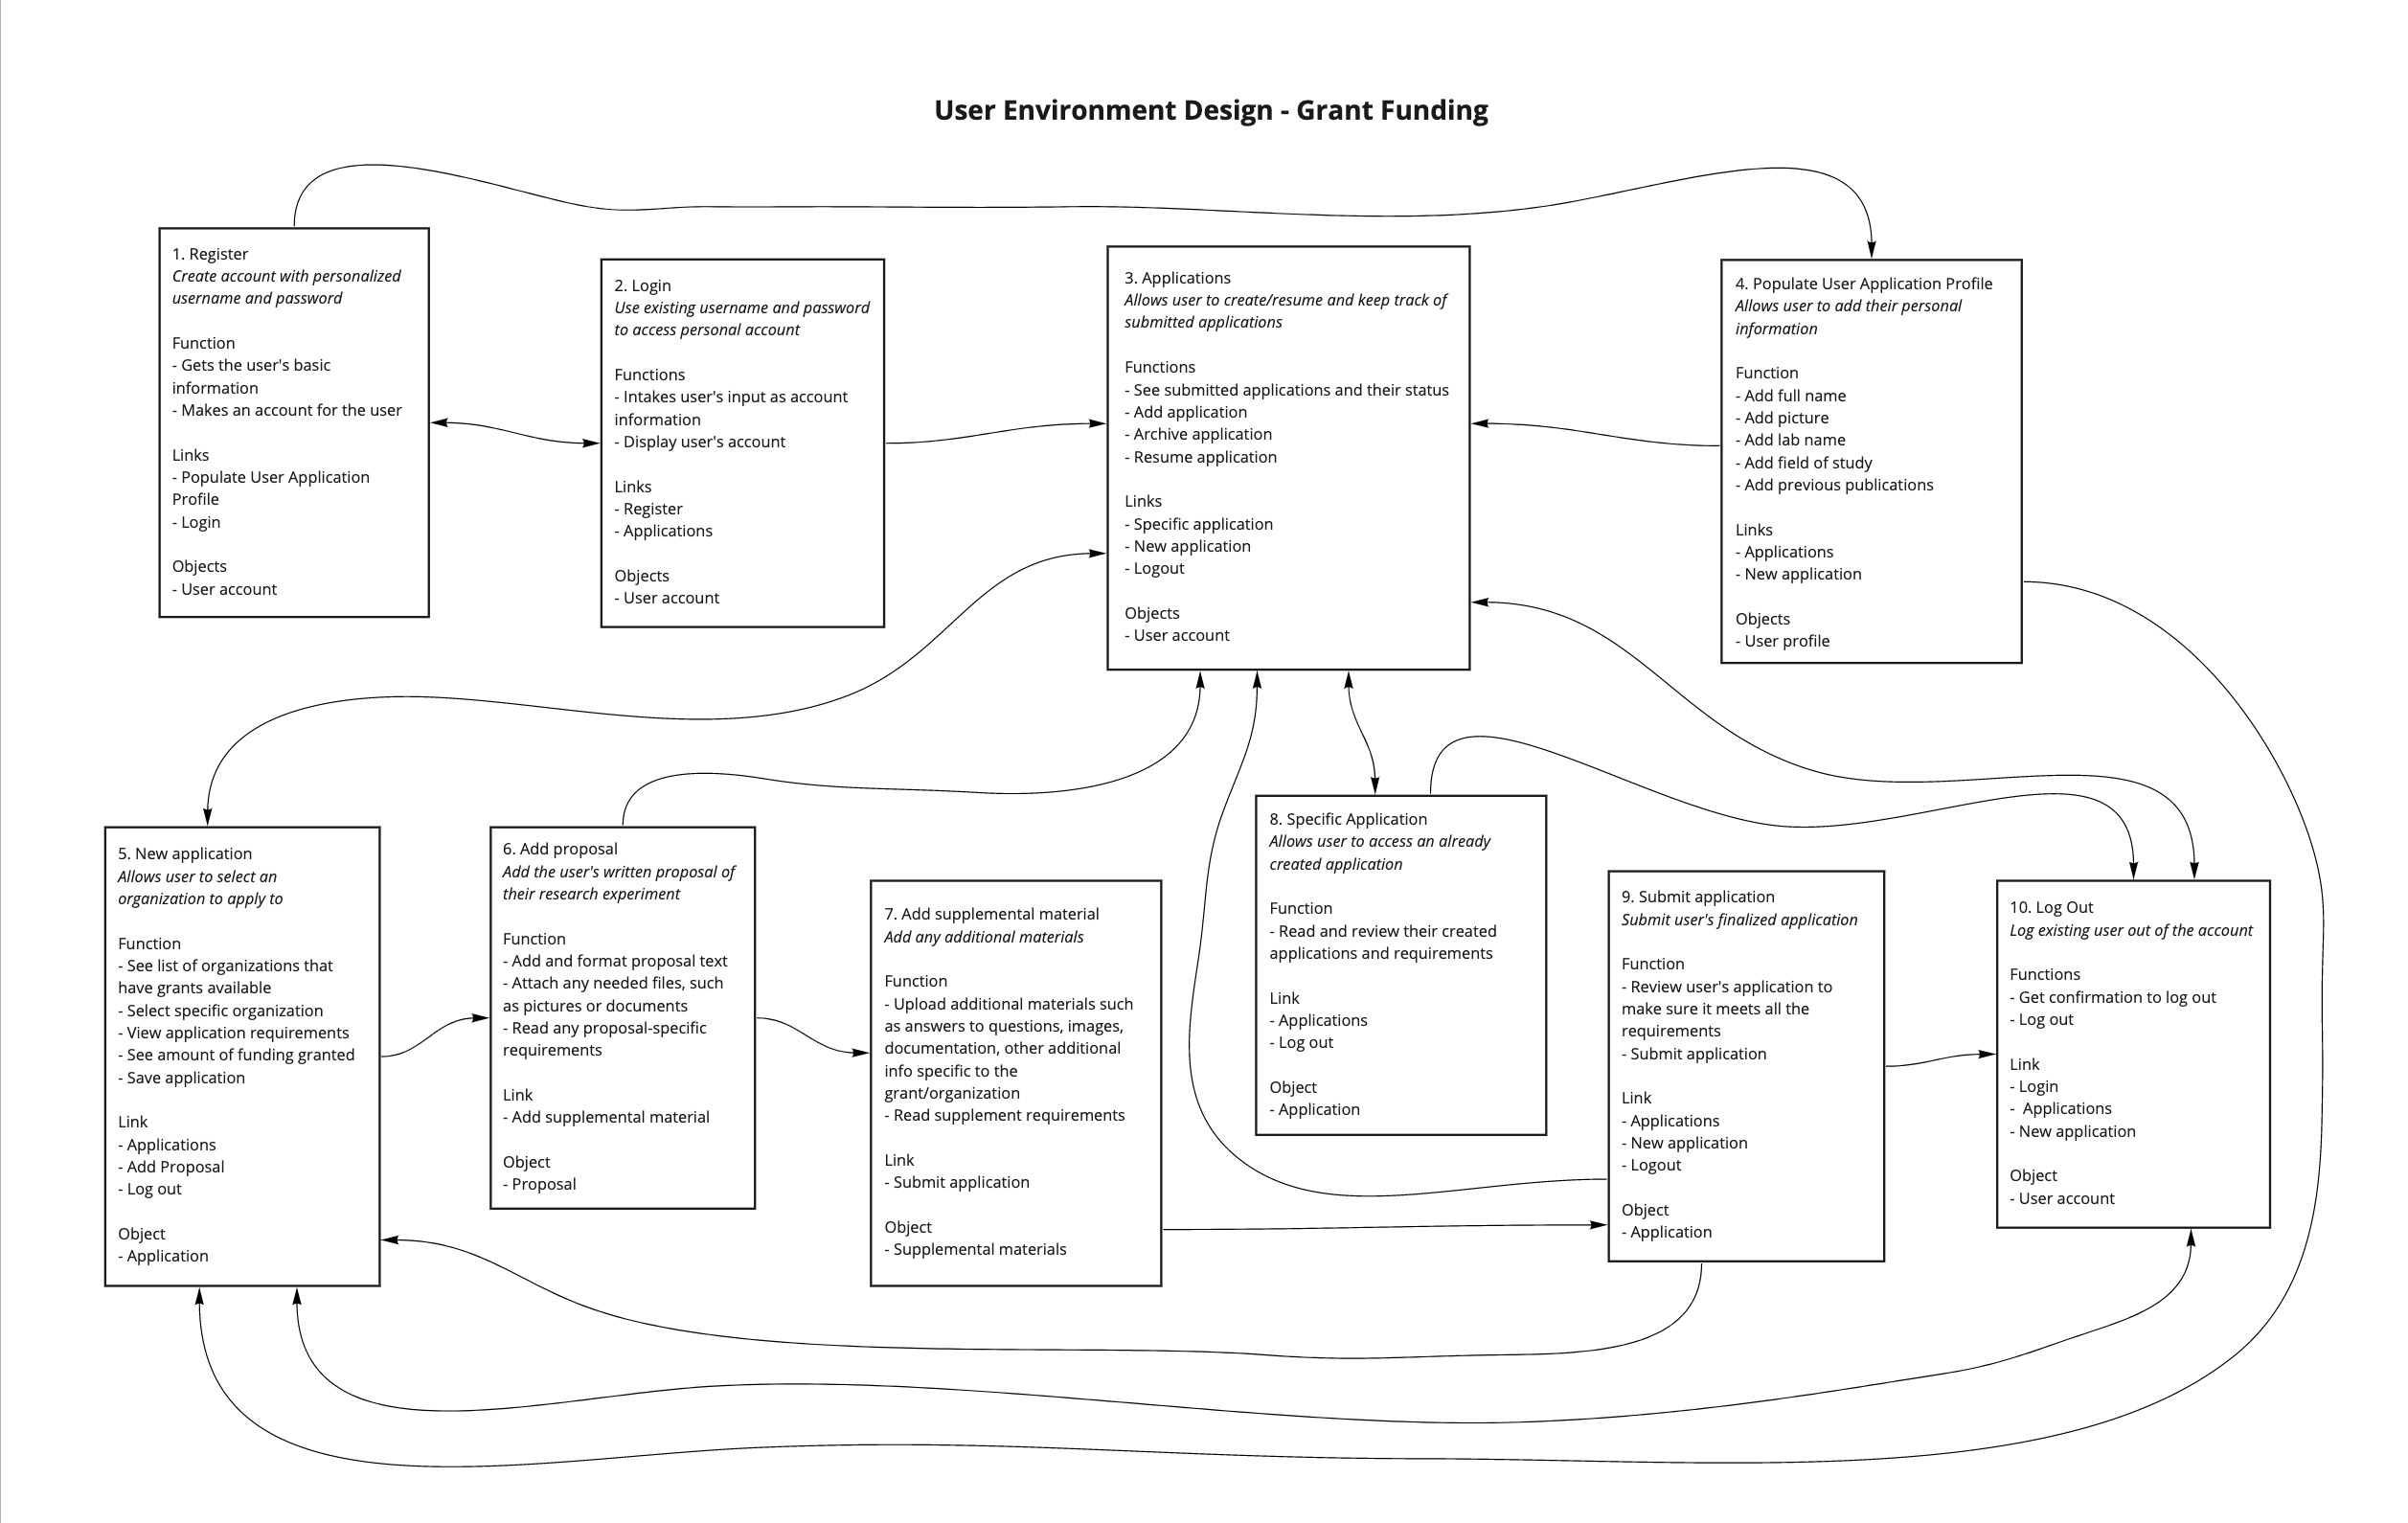 User Environment Design - Grant Funding
1. Register
Create account with personalized
username and password
Function
- Gets the user's basic
information
- Makes an account for the user
Links
- Populate User Application
Profile
- Login
Objects
- User account
2. Login
Use existing username and password
to access personal account
Functions
- Intakes user's input as account
information
- Display user's account
Links
- Register
- Applications
Objects
- User account
3. Applications
Allows user to create/resume and keep track of
submitted applications
Functions
- See submitted applications and their status
- Add application
- Archive application
- Resume application
Links
- Specific application
- New application
- Logout
Objects
- User account
4. Populate User Application Profile
Allows user to add their personal
information
Function
- Add full name
- Add picture
- Add lab name
- Add field of study
- Add previous publications
Links
- Applications
- New application
Objects
- User profile
5. New application
Allows user to select an
organization to apply to
Function
- See list of organizations that
have grants available
- Select specific organization
- View application requirements
- See amount of funding granted
- Save application
Link
- Applications
- Add Proposal
- Log out
Object
- Application
6. Add proposal
Add the user's written proposal of
their research experiment
Function
- Add and format proposal text
- Attach any needed files, such
as pictures or documents
- Read any proposal-specific
requirements
Link
- Add supplemental material
Object
- Proposal
7. Add supplemental material
Add any additional materials
Function
- Upload additional materials such
as answers to questions, images,
documentation, other additional
info specific to the
grant/organization
- Read supplement requirements
Link
- Submit application
Object
- Supplemental materials
8. Specific Application
Allows user to access an already
created application
Function
- Read and review their created
applications and requirements
Link
- Applications
- Log out
Object
- Application
9. Submit application
Submit user's finalized application
Function
- Review user's application to
make sure it meets all the
requirements
- Submit application
Link
- Applications
- New application
- Logout
Object
- Application
10. Log Out
Log existing user out of the account
Functions
- Get confirmation to log out
- Log out
Link
- Login
- Applications
- New application
Object
- User account